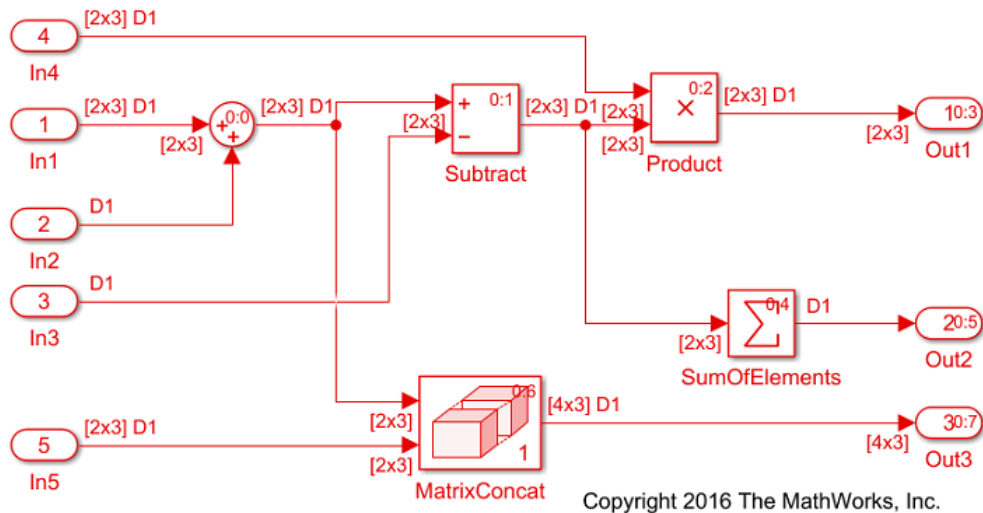 4
[2x3] D1
In4
1
[2x3] D1
[2x3]
0:0
+
+
[2x3] D1
In1
2
D1
In2
3
D1
In3
+
−
0:1
[2x3]
Subtract
[2x3] D1
[2x3]
[2x3]
×
0:2
Product
[2x3] D1
[2x3]
1
0:3
Out1
[2x3]
Σ
0:4
SumOfElements
D1
2
0:5
Out2
5
[2x3] D1
In5
[2x3]
[2x3]
0:6
1
MatrixConcat
[4x3] D1
[4x3]
3
0:7
Out3
Copyright 2016 The MathWorks, Inc.